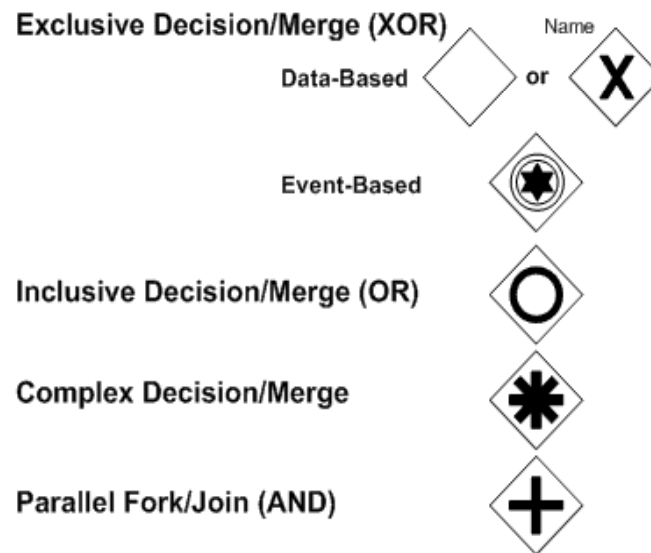 Exclusive Decision/Merge (XOR)
Name
Data-Based
or
X
Event-Based
Inclusive Decision/Merge (OR)
Complex Decision/Merge
Parallel Fork/Join (AND)